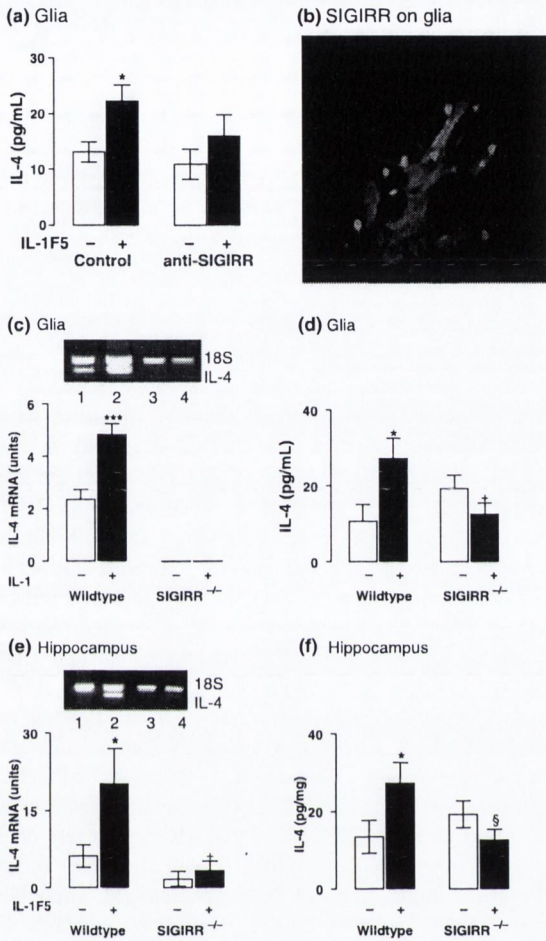 (a) Glia
(b) SIGIRR on glia
30
20
10
0
IL-4 (pg/mL)
*
IL-1F5
– + – +
Control anti-SIGIRR
(c) Glia
18S
IL-4
1 2 3 4
6
4
2
0
IL-4 mRNA (units)
***
IL-1
– + – +
Wildtype SIGIRR –/–
(d) Glia
40
20
0
IL-4 (pg/mL)
*
+
– + – +
Wildtype SIGIRR –/–
(e) Hippocampus
18S
IL-4
1 2 3 4
30
15
0
IL-4 mRNA (units)
*
+
IL-1F5
– + – +
Wildtype SIGIRR –/–
(f) Hippocampus
40
20
0
IL-4 (pg/mg)
*
§
– + – +
Wildtype SIGIRR –/–